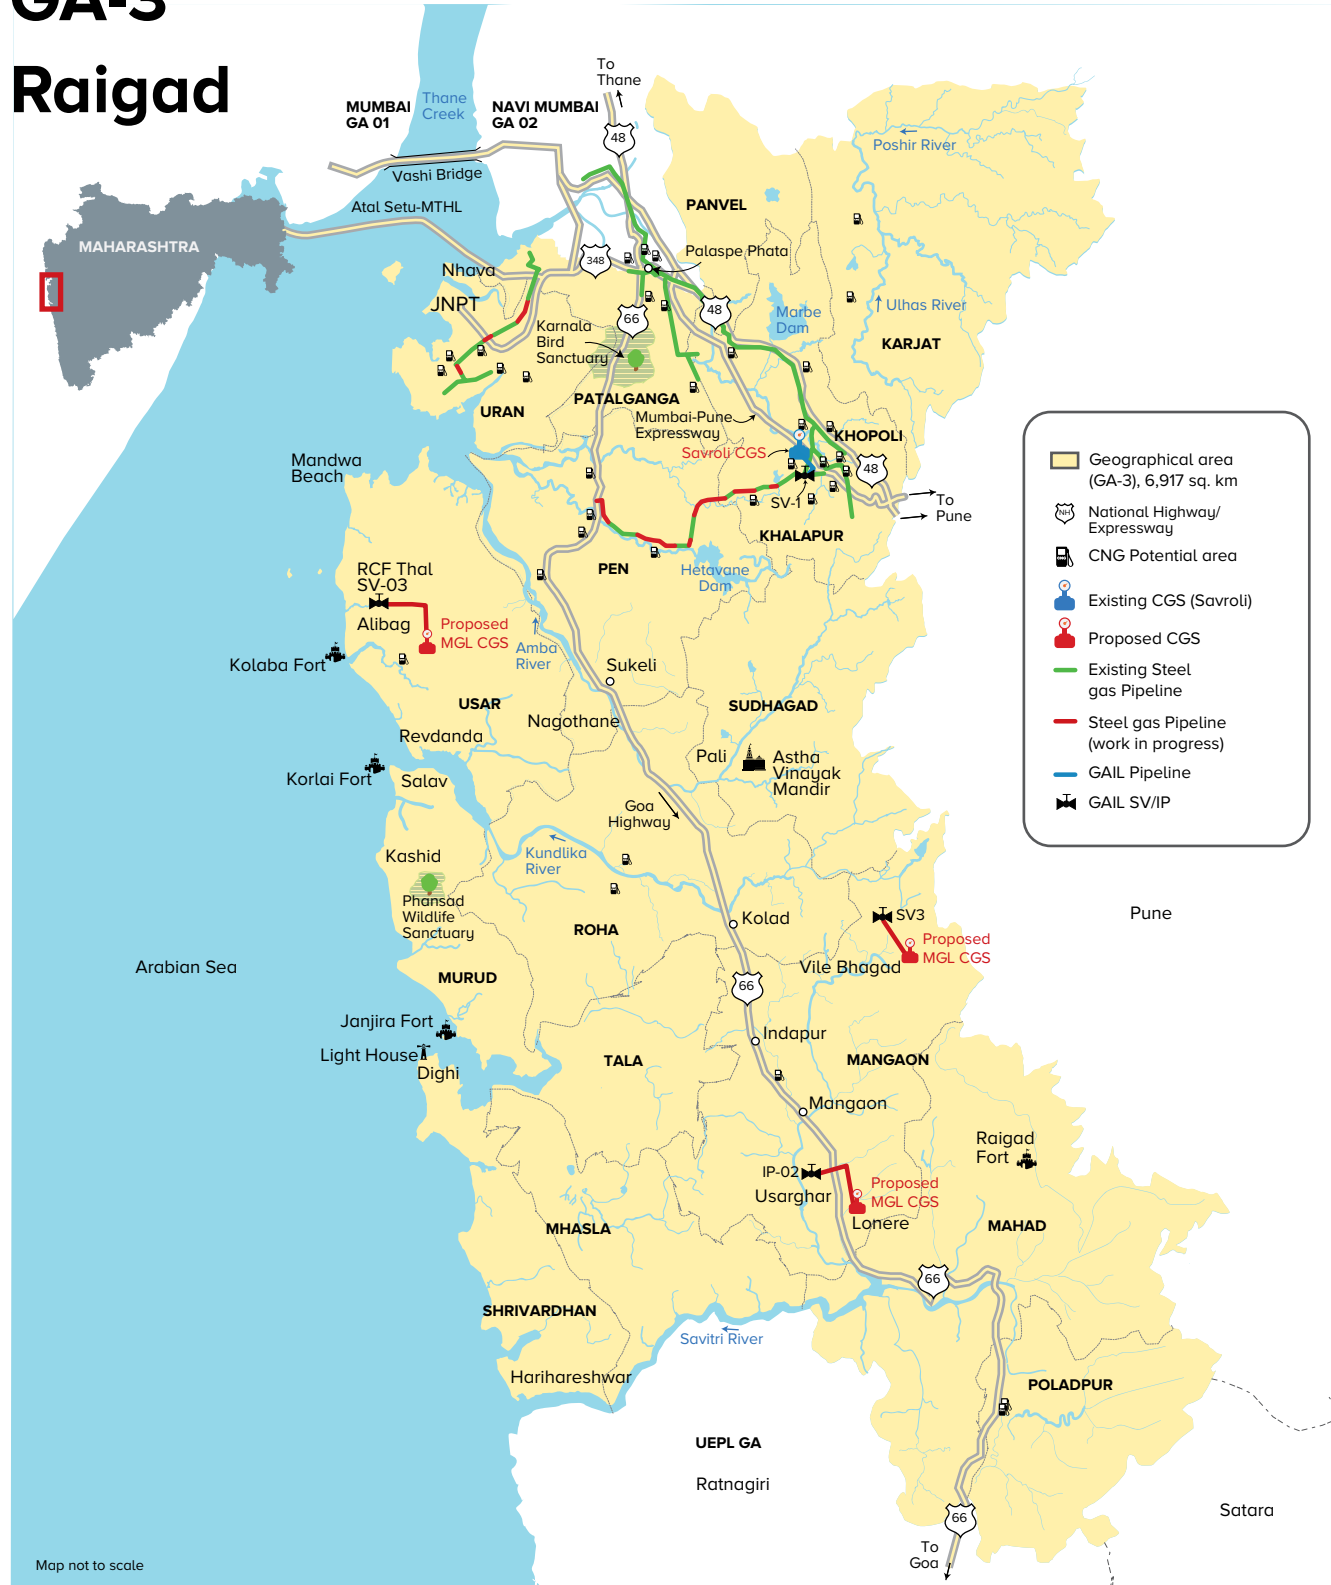 GA-3
Raigad
To
Thane
MUMBAI
GA 01
Thane
Creek
NAVI MUMBAI
GA 02
48
Poshir River
Vashi Bridge
Atal Setu-MTHL
PANVEL
MAHARASHTRA
Palaspe Phata
348
Nhava
JNPT
66
48
Marbe
Dam
Ulhas River
Karnala
Bird
Sanctuary
KARJAT
URAN
PATALGANGA
Mumbai-Pune
Expressway
KHOPOLI
Savroli CGS
48
Mandwa
Beach
SV-1
To
Pune
KHALAPUR
PEN
Hetavane
Dam
RCF Thal
SV-03
Alibag
Proposed
MGL CGS
Amba
River
Kolaba Fort
Sukeli
USAR
SUDHAGAD
Nagothane
Revdanda
Pali
Astha
Vinayak
Mandir
Korlai Fort
Salav
Goa
Highway
Kashid
Kundlika
River
Phansad
Wildlife
Sanctuary
Kolad
SV3
ROHA
Proposed
MGL CGS
Vile Bhagad
Arabian Sea
MURUD
66
Janjira Fort
Indapur
Light House
TALA
MANGAON
Dighi
Mangaon
Raigad
Fort
IP-02
Usarghar
Proposed
MGL CGS
Lonere
MHASLA
MAHAD
66
SHRIVARDHAN
Savitri River
Harihareshwar
POLADPUR
UEPL GA
Ratnagiri
Satara
66
To
Goa
Pune
Geographical area
(GA-3), 6,917 sq. km
NH
National Highway/
Expressway
CNG Potential area
Existing CGS (Savroli)
Proposed CGS
Existing Steel
gas Pipeline
Steel gas Pipeline
(work in progress)
GAIL Pipeline
GAIL SV/IP
Map not to scale